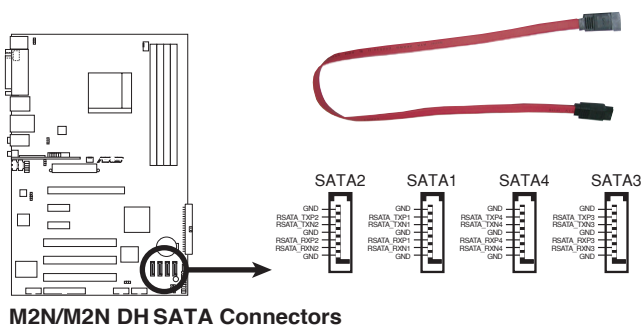 SATA2
GND
RSATA_TXP2
RSATA_TXN2
GND
RSATA_RXP2
RSATA_RXN2
GND
SATA1
GND
RSATA_TXP1
RSATA_TXN1
GND
RSATA_RXP1
RSATA_RXN1
GND
SATA4
GND
RSATA_TXP4
RSATA_TXN4
GND
RSATA_RXP4
RSATA_RXN4
GND
SATA3
GND
RSATA_TXP3
RSATA_TXN3
GND
RSATA_RXP3
RSATA_RXN3
GND
M2N/M2N DH SATA Connectors